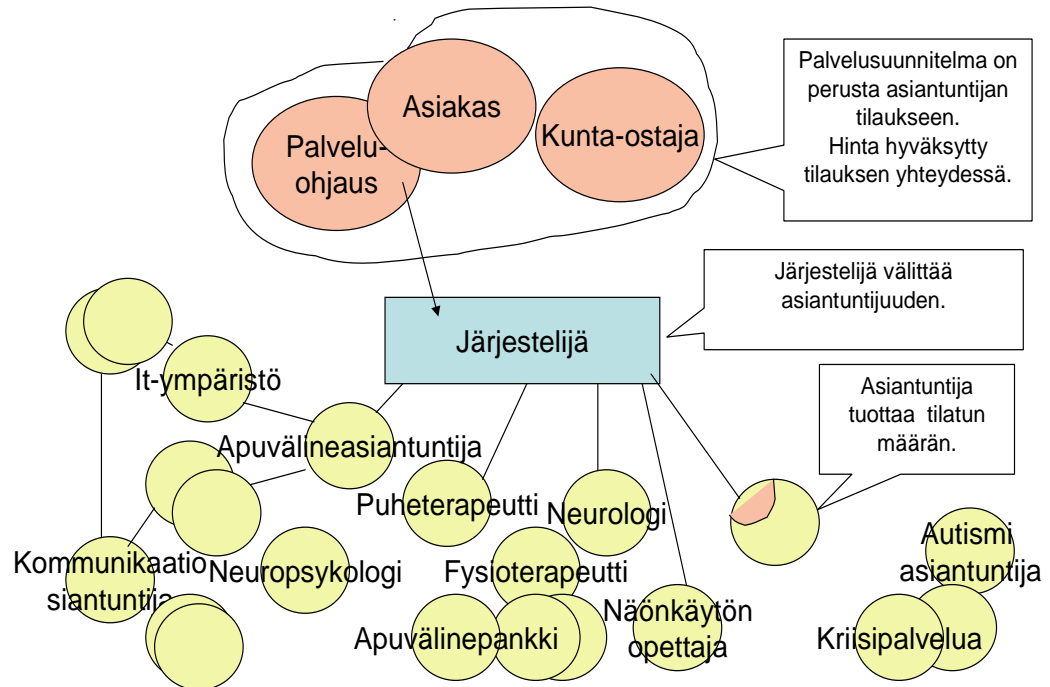 Asiakas
Palvelu-
ohjaus
Kunta-ostaja
Palvelusuunnitelma on
perusta asiantuntijan
tilaukseen.
Hinta hyväksytty
tilauksen yhteydessä.
Järjestelijä välittää
asiantuntijuuden.
Järjestelijä
It-ympäristö
Asiantuntija
tuottaa tilatun
määrän.
Apuvälineasiantuntija
Puheterapeutti
Neurologi
Kommunikaatio
siantuntija
Neuropsykologi
Fysioterapeutti
Autismi
asiantuntija
Apuvälinepankki
Näönkäytön
opettaja
Kriisipalvelua